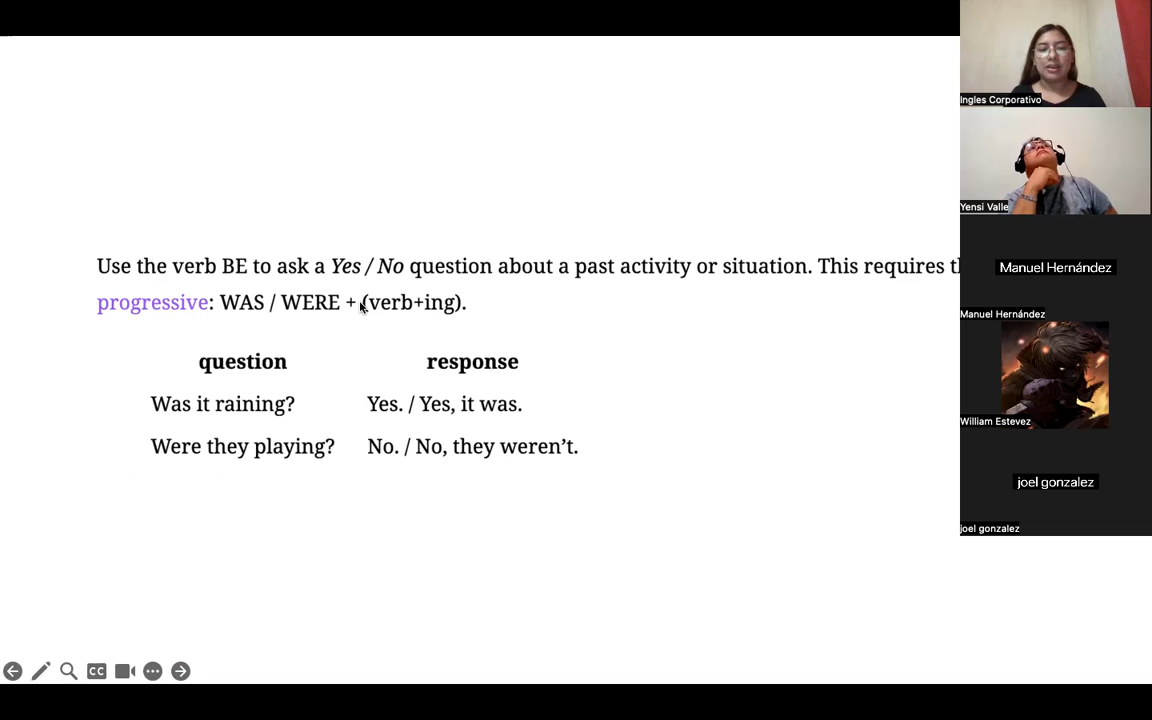 Use the verb BE to ask a Yes / No question about a past activity or situation. This requires
progressive: WAS / WERE + (verb+ing).
question response
Was it raining? Yes. / Yes, it was.
Were they playing? No. / No, they weren’t.
CC
Ingles Corporativo
Yensi Valle
Manuel Hernández
Manuel Hernández
William Estevez
joel gonzalez
joel gonzalez